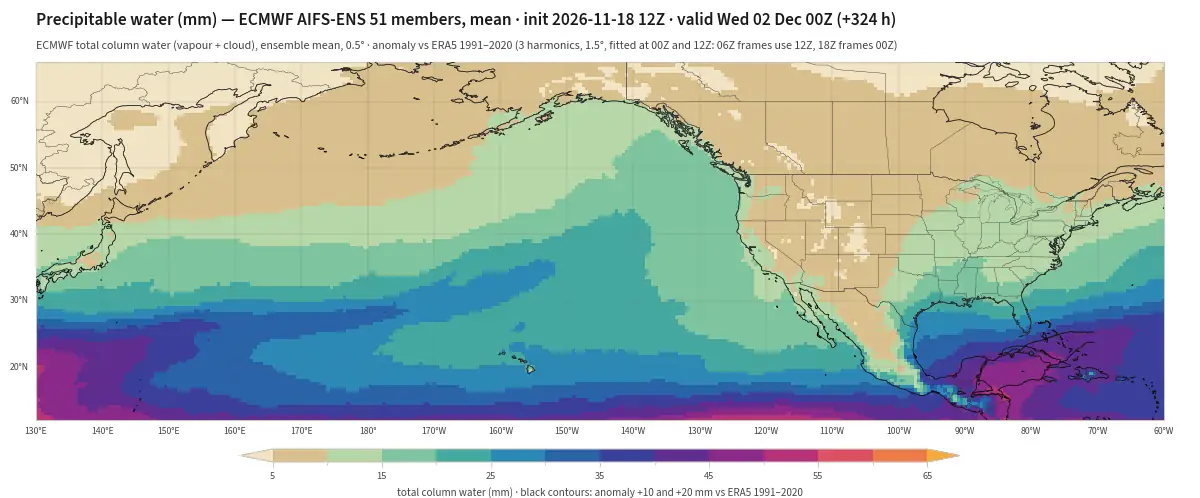 Precipitable water (mm) — ECMWF AIFS-ENS 51 members, mean · init 2026-11-18 12Z · valid Wed 02 Dec 00Z (+324 h)
ECMWF total column water (vapour + cloud), ensemble mean, 0.5° · anomaly vs ERA5 1991–2020 (3 harmonics, 1.5°, fitted at 00Z and 12Z: 06Z frames use 12Z, 18Z frames 00Z)
60°N
50°N
40°N
30°N
20°N
130°E 140°E 150°E 160°E 170°E 180° 170°W 160°W 150°W 140°W 130°W 120°W 110°W 100°W 90°W 80°W 70°W 60°W
5 15 25 35 45 55 65
total column water (mm) · black contours: anomaly +10 and +20 mm vs ERA5 1991–2020